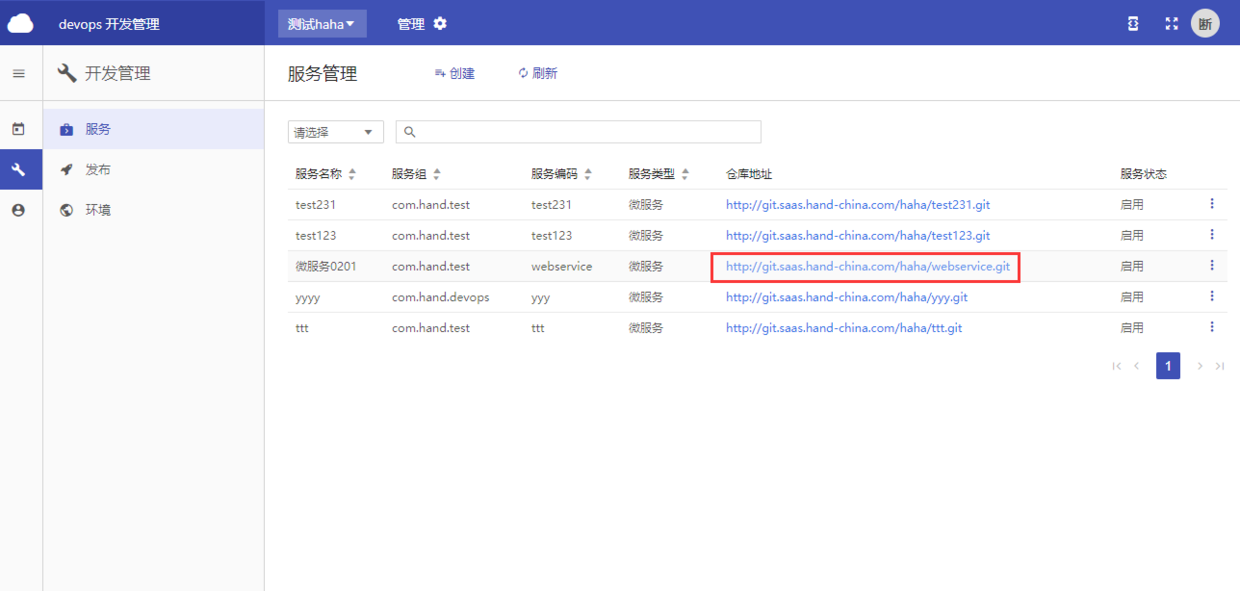 devops 开发管理 测试haha 管理 断
开发管理 服务管理 创建 刷新
服务
发布
环境
请选择
服务名称 服务组 服务编码 服务类型 仓库地址 服务状态
test231 com.hand.test test231 微服务 http://git.saas.hand-china.com/haha/test231.git 启用
test123 com.hand.test test123 微服务 http://git.saas.hand-china.com/haha/test123.git 启用
微服务0201 com.hand.test webservice 微服务 http://git.saas.hand-china.com/haha/webservice.git 启用
yyyy com.hand.devops yyy 微服务 http://git.saas.hand-china.com/haha/yyy.git 启用
ttt com.hand.test ttt 微服务 http://git.saas.hand-china.com/haha/ttt.git 启用
1